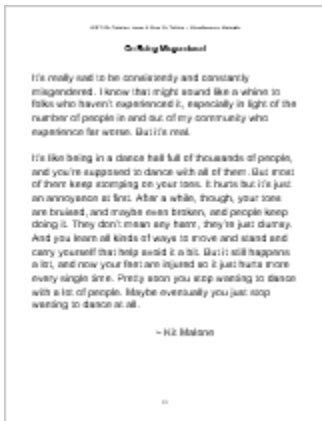 On Being Misgendered
It's really sad to be consistently and constantly
misgendered. I know that might sound like a whine to
folks who haven't experienced it, especially in light of the
number of people in and out of my community who
experience far worse. But it's real.
It's like being in a dance hall full of thousands of people,
and you're supposed to dance with all of them. But most
of them keep stomping on your toes. It hurts but it's just
an annoyance at first. After a while, though, your toes
are bruised, and maybe even broken, and people keep
doing it. They don't mean any harm, they're just clumsy.
And you learn all kinds of ways to move and stand and
carry yourself that help avoid it a bit. But it still happens
a lot, and now your feet are injured so it just hurts more
every single time. Pretty soon you stop wanting to dance
with a lot of people. Maybe eventually you just stop
wanting to dance at all.
~ Kit Malone